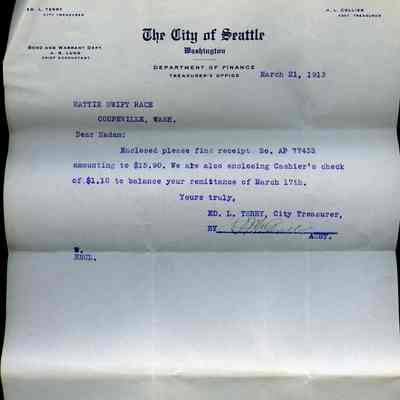 ED. L. TERRY
CITY TREASURER
A. L. COLLIER
ASST. TREASURER
The City of Seattle
Washington
BOND AND WARRANT DEPT.
CHIEF ACCOUNTANT
DEPARTMENT OF FINANCE
TREASURER'S OFFICE
March 21, 1913
HATTIE SWIFT RACE
COUPEVILLE, WASH.
Dear Madam:
Enclosed please find receipt No. AP 77433
amounting to $15.90. We are also enclosing Cashier's check
of $1.10 to balance your remittance of March 17th.
Yours truly,
ED. L. TERRY, City Treasurer,
BY
ASST.
W.
ENCL.